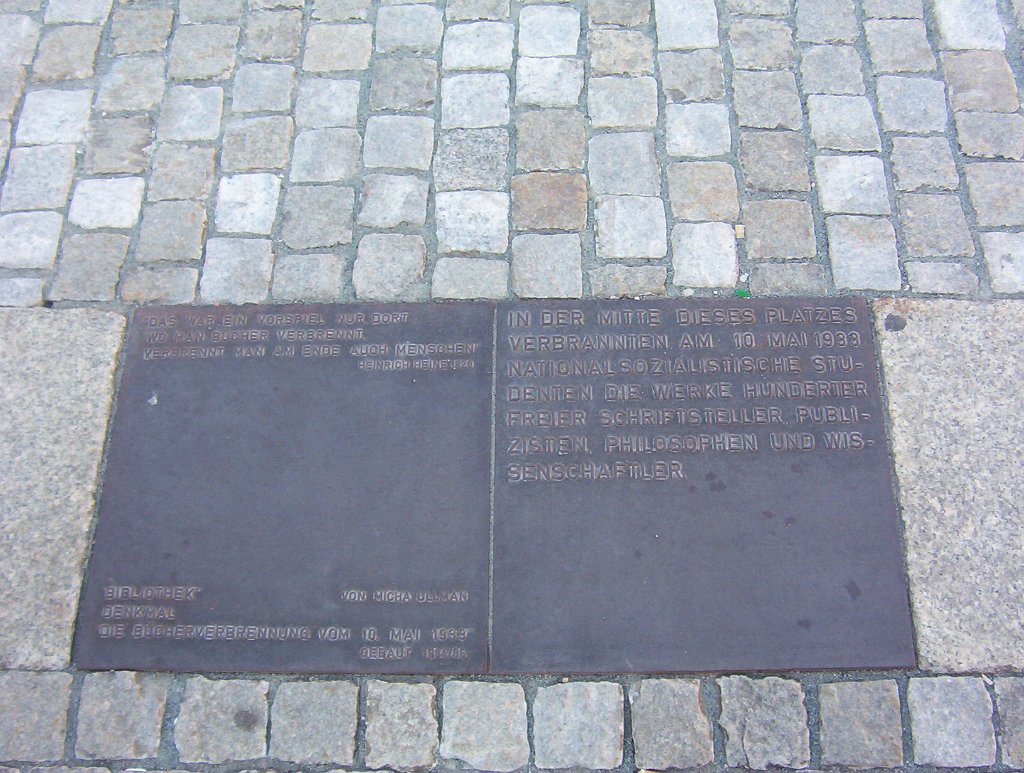 "DAS WAR EIN VORSPIEL NUR, DORT
WO MAN BÜCHER VERBRENNT,
VERBRENNT MAN AM ENDE AUCH MENSCHEN"
HEINRICH HEINE 1820
"BIBLIOTHEK" VON MICHA ULLMAN
DENKMAL
DIE BÜCHERVERBRENNUNG VOM 10. MAI 1933"
GEBAUT
IN DER MITTE DIESES PLATZES
VERBRANNTEN AM 10. MAI 1933
NATIONALSOZIALISTISCHE STU-
DENTEN DIE WERKE HUNDERTER
FREIER SCHRIFTSTELLER, PUBLI-
ZISTEN, PHILOSOPHEN UND WIS-
SENSCHAFTLER.